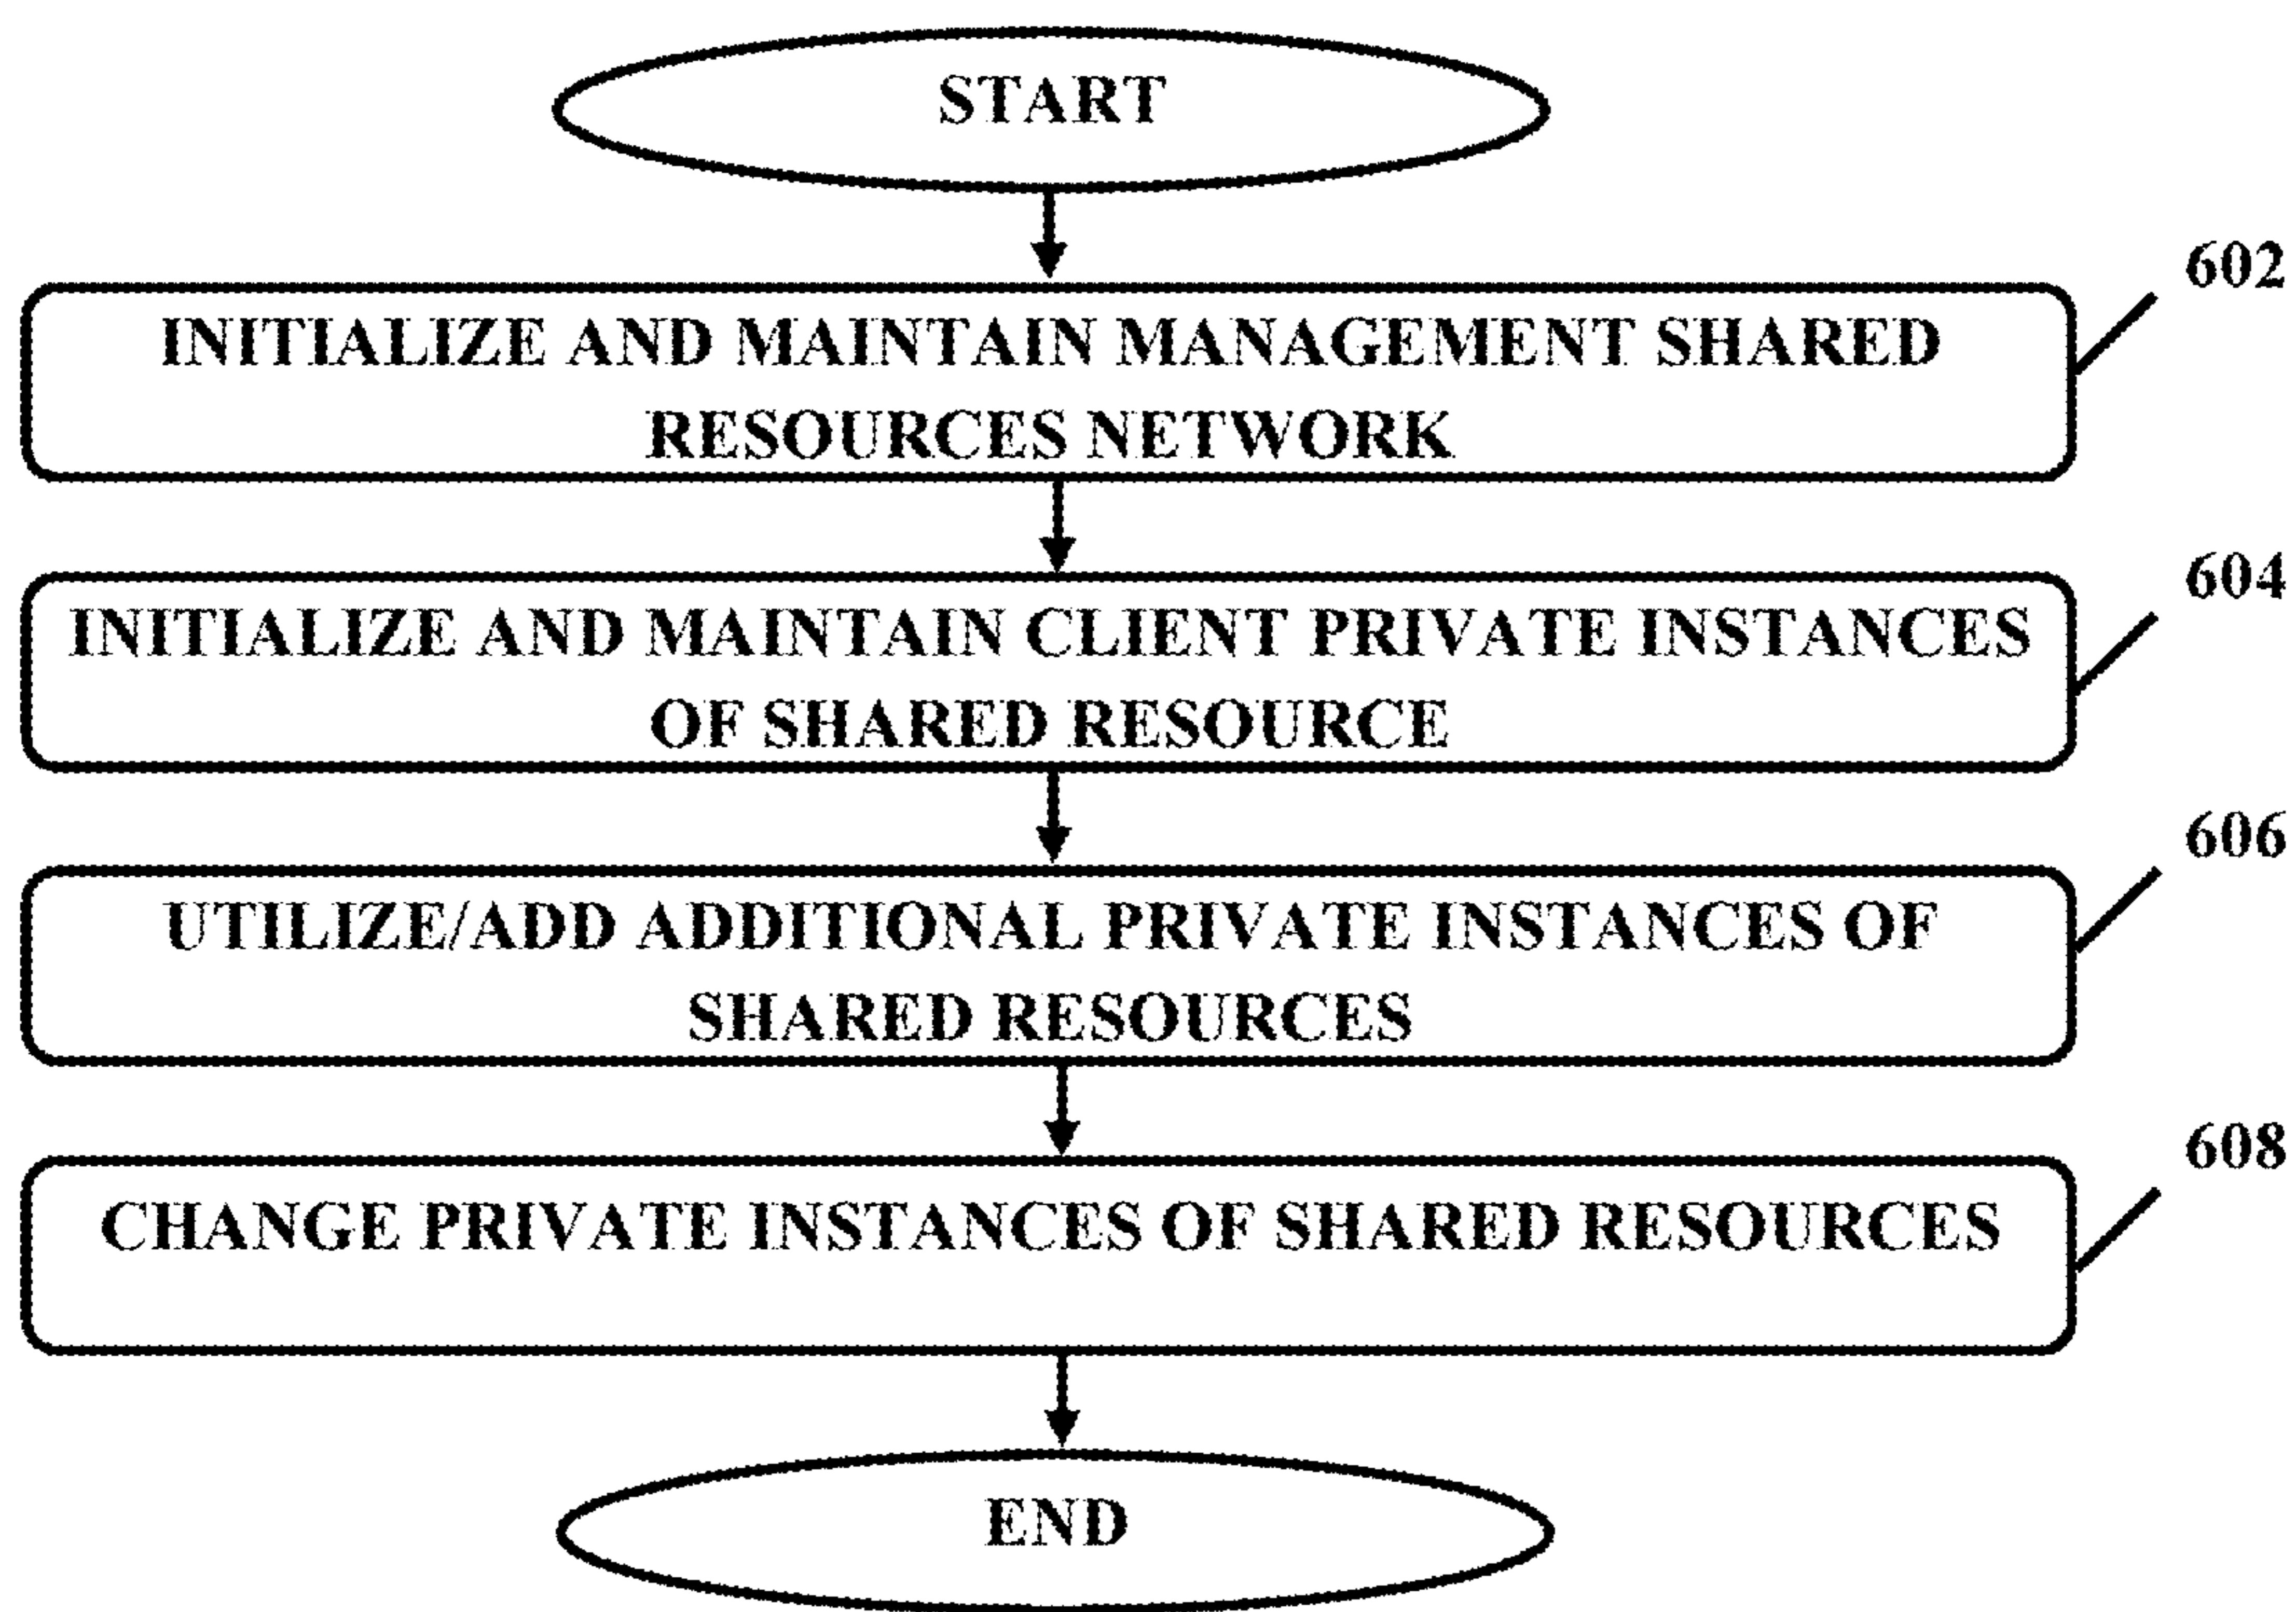 START
602
INITIALIZE AND MAINTAIN MANAGEMENT SHARED
RESOURCES NETWORK
604
INITIALIZE AND MAINTAIN CLIENT PRIVATE INSTANCES
OF SHARED RESOURCE
606
UTILIZE/ADD ADDITIONAL PRIVATE INSTANCES OF
SHARED RESOURCES
608
CHANGE PRIVATE INSTANCES OF SHARED RESOURCES
END